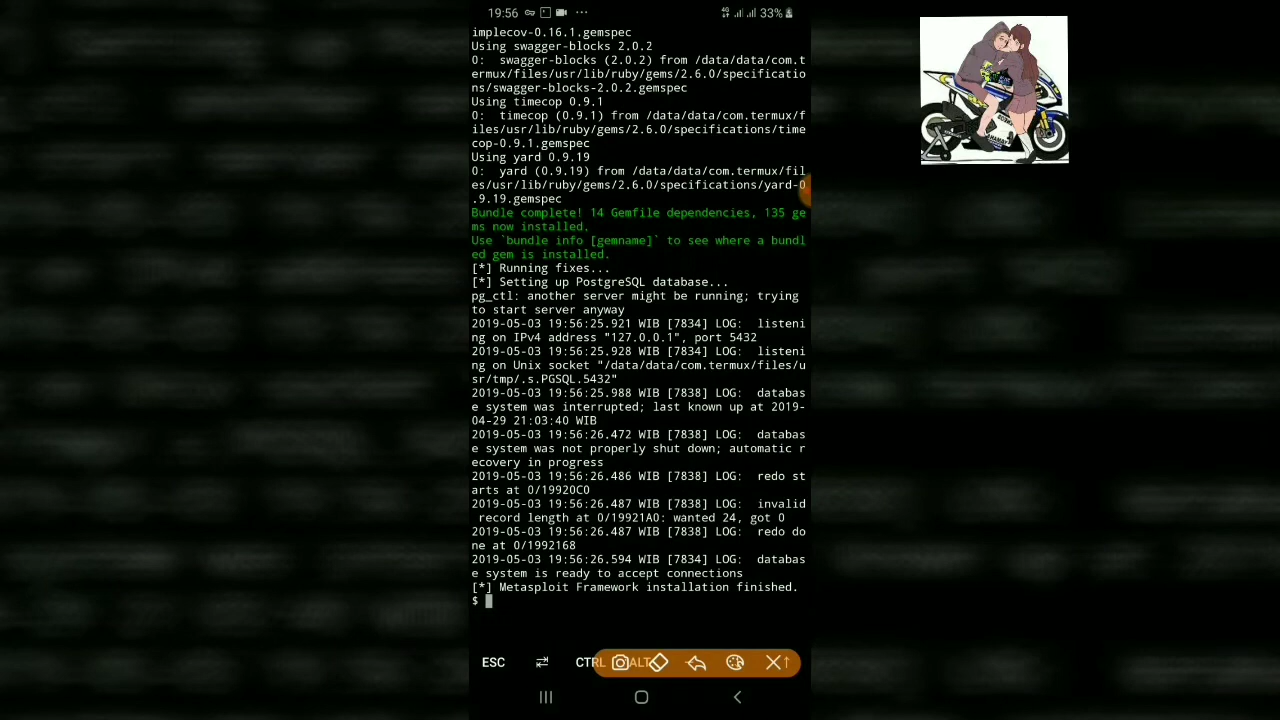 19:56 ... 4G 33%
implecov-0.16.1.gemspec
Using swagger-blocks 2.0.2
0:  swagger-blocks (2.0.2) from /data/data/com.t
ermux/files/usr/lib/ruby/gems/2.6.0/specificatio
ns/swagger-blocks-2.0.2.gemspec
Using timecop 0.9.1
0:  timecop (0.9.1) from /data/data/com.termux/f
iles/usr/lib/ruby/gems/2.6.0/specifications/time
cop-0.9.1.gemspec
Using yard 0.9.19
0:  yard (0.9.19) from /data/data/com.termux/fil
es/usr/lib/ruby/gems/2.6.0/specifications/yard-0
.9.19.gemspec
Bundle complete! 14 Gemfile dependencies, 135 ge
ms now installed.
Use `bundle info [gemname]` to see where a bundl
ed gem is installed.
[*] Running fixes...
[*] Setting up PostgreSQL database...
pg_ctl: another server might be running; trying
to start server anyway
2019-05-03 19:56:25.921 WIB [7834] LOG:  listeni
ng on IPv4 address "127.0.0.1", port 5432
2019-05-03 19:56:25.928 WIB [7834] LOG:  listeni
ng on Unix socket "/data/data/com.termux/files/u
sr/tmp/.s.PGSQL.5432"
2019-05-03 19:56:25.988 WIB [7838] LOG:  databas
e system was interrupted; last known up at 2019-
04-29 21:03:40 WIB
2019-05-03 19:56:26.472 WIB [7838] LOG:  databas
e system was not properly shut down; automatic r
ecovery in progress
2019-05-03 19:56:26.486 WIB [7838] LOG:  redo st
arts at 0/19920C0
2019-05-03 19:56:26.487 WIB [7838] LOG:  invalid
 record length at 0/19921A0: wanted 24, got 0
2019-05-03 19:56:26.487 WIB [7838] LOG:  redo do
ne at 0/1992168
2019-05-03 19:56:26.594 WIB [7834] LOG:  databas
e system is ready to accept connections
[*] Metasploit Framework installation finished.
$
ESC CTRL ALT